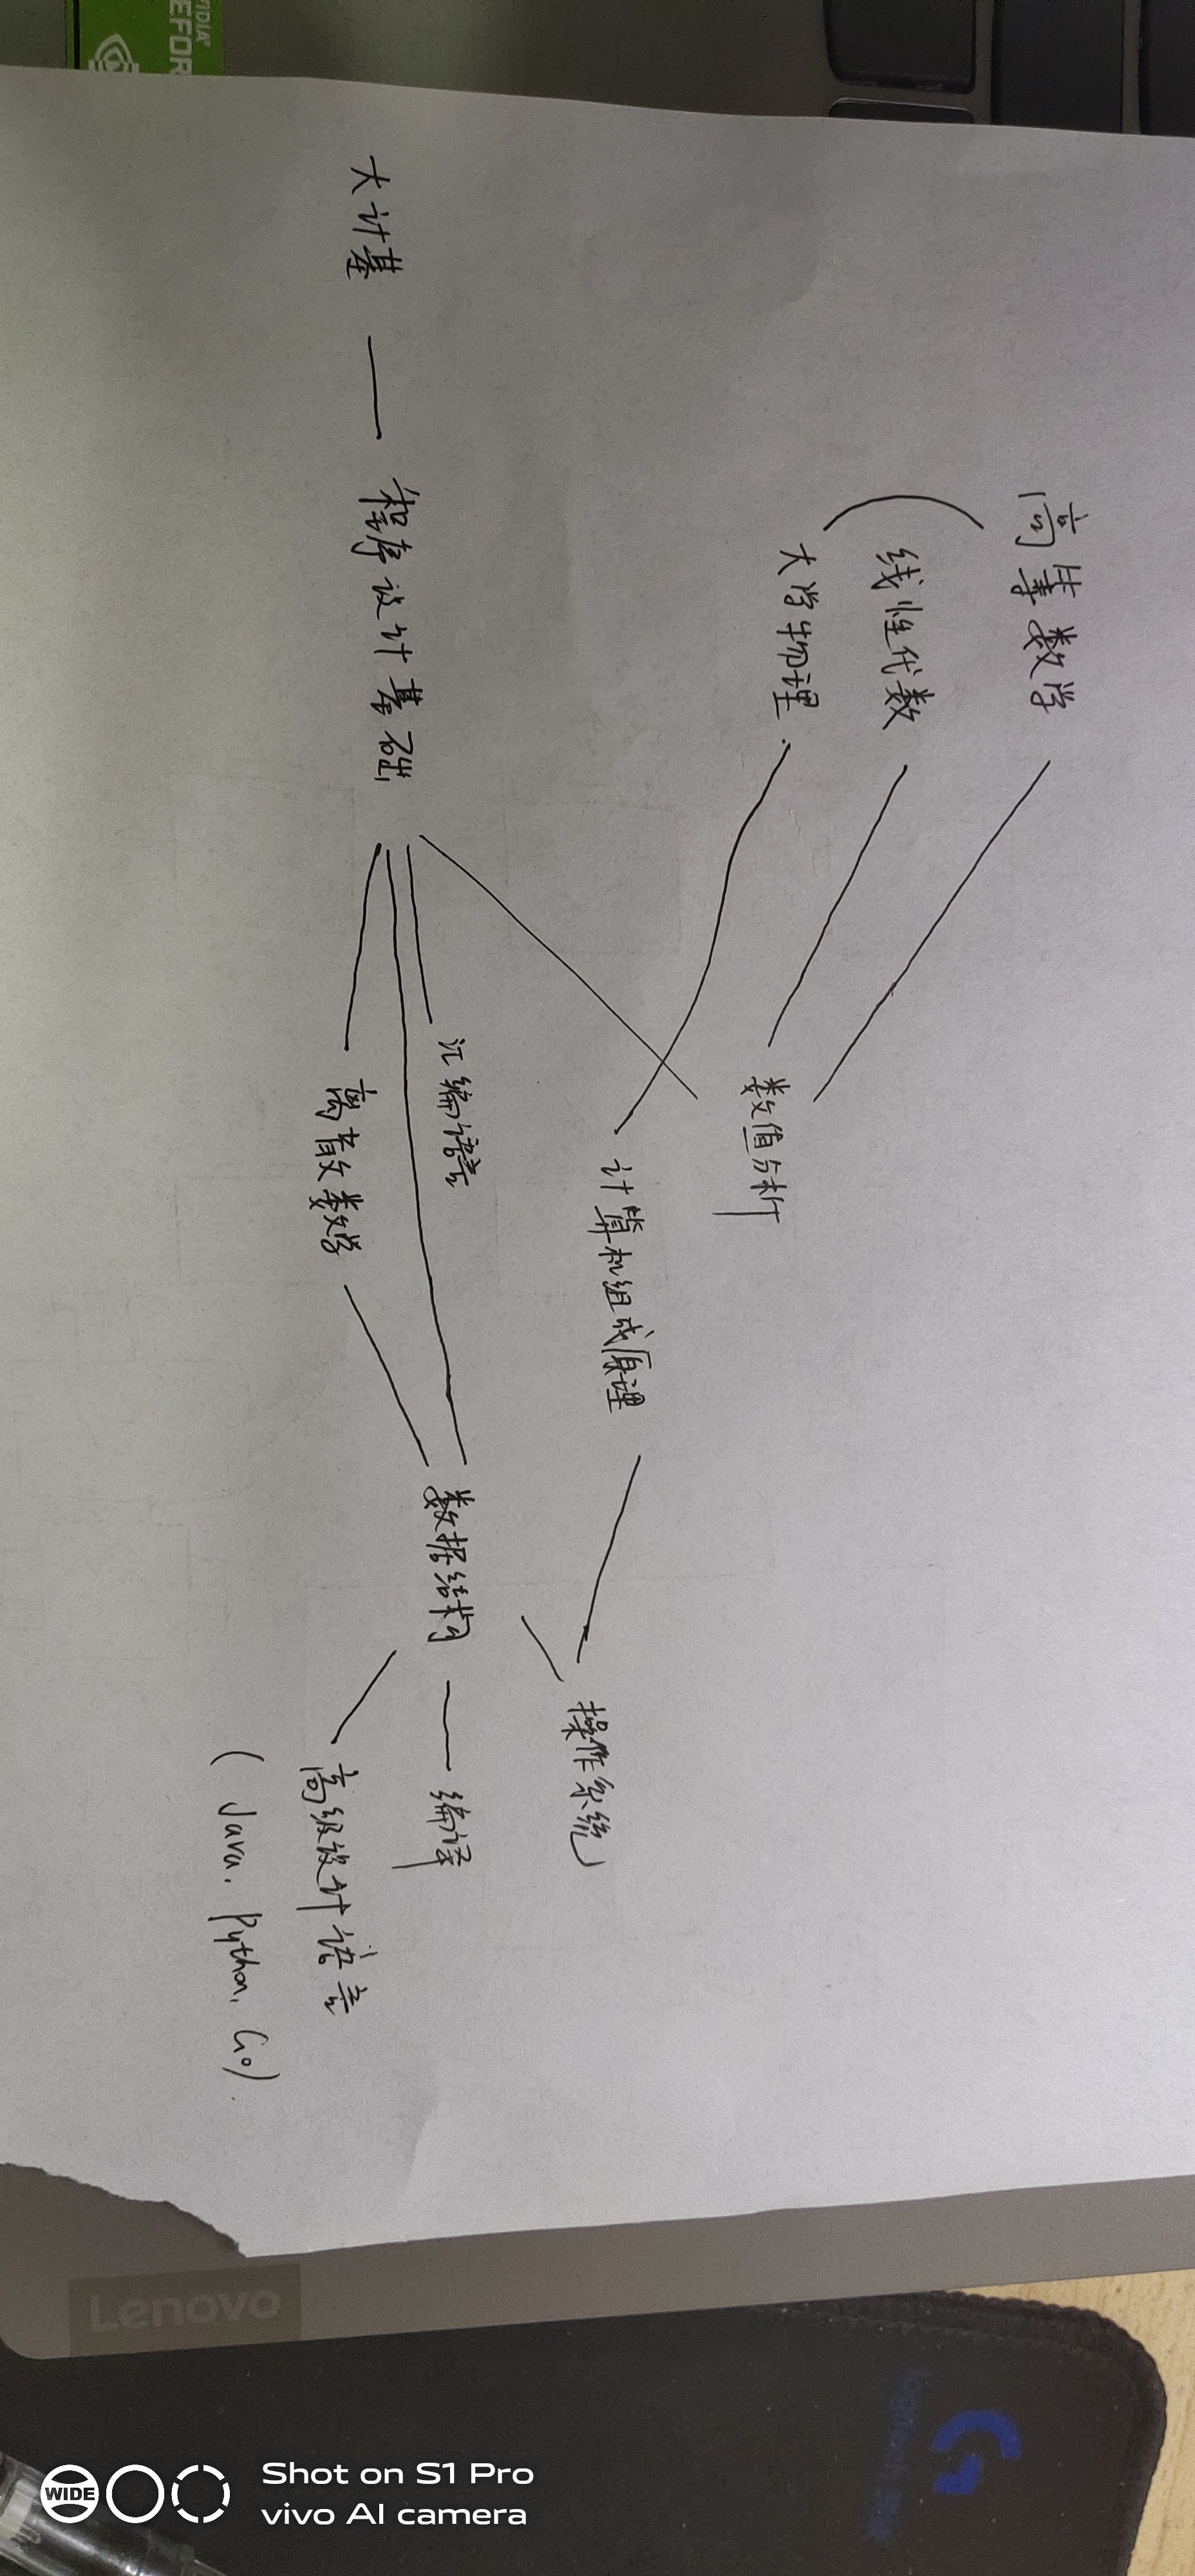 高等数学
线性代数
大学物理
数值分析
计算机组成原理
操作系统
汇编语言
数据结构
编译
大计基
程序设计基础
离散数学
高级设计语言
(Java, Python, Go).
Lenovo
NVIDIA
GEFOR
Shot on S1 Pro
vivo AI camera
WIDE